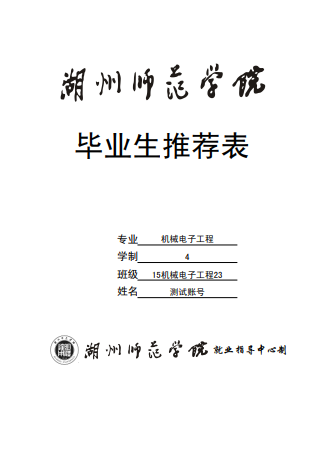 湖州师范学院
毕业生推荐表
专业 机械电子工程
学制 4
班级 15机械电子工程23
姓名 测试账号
湖州师范学院就业指导中心制